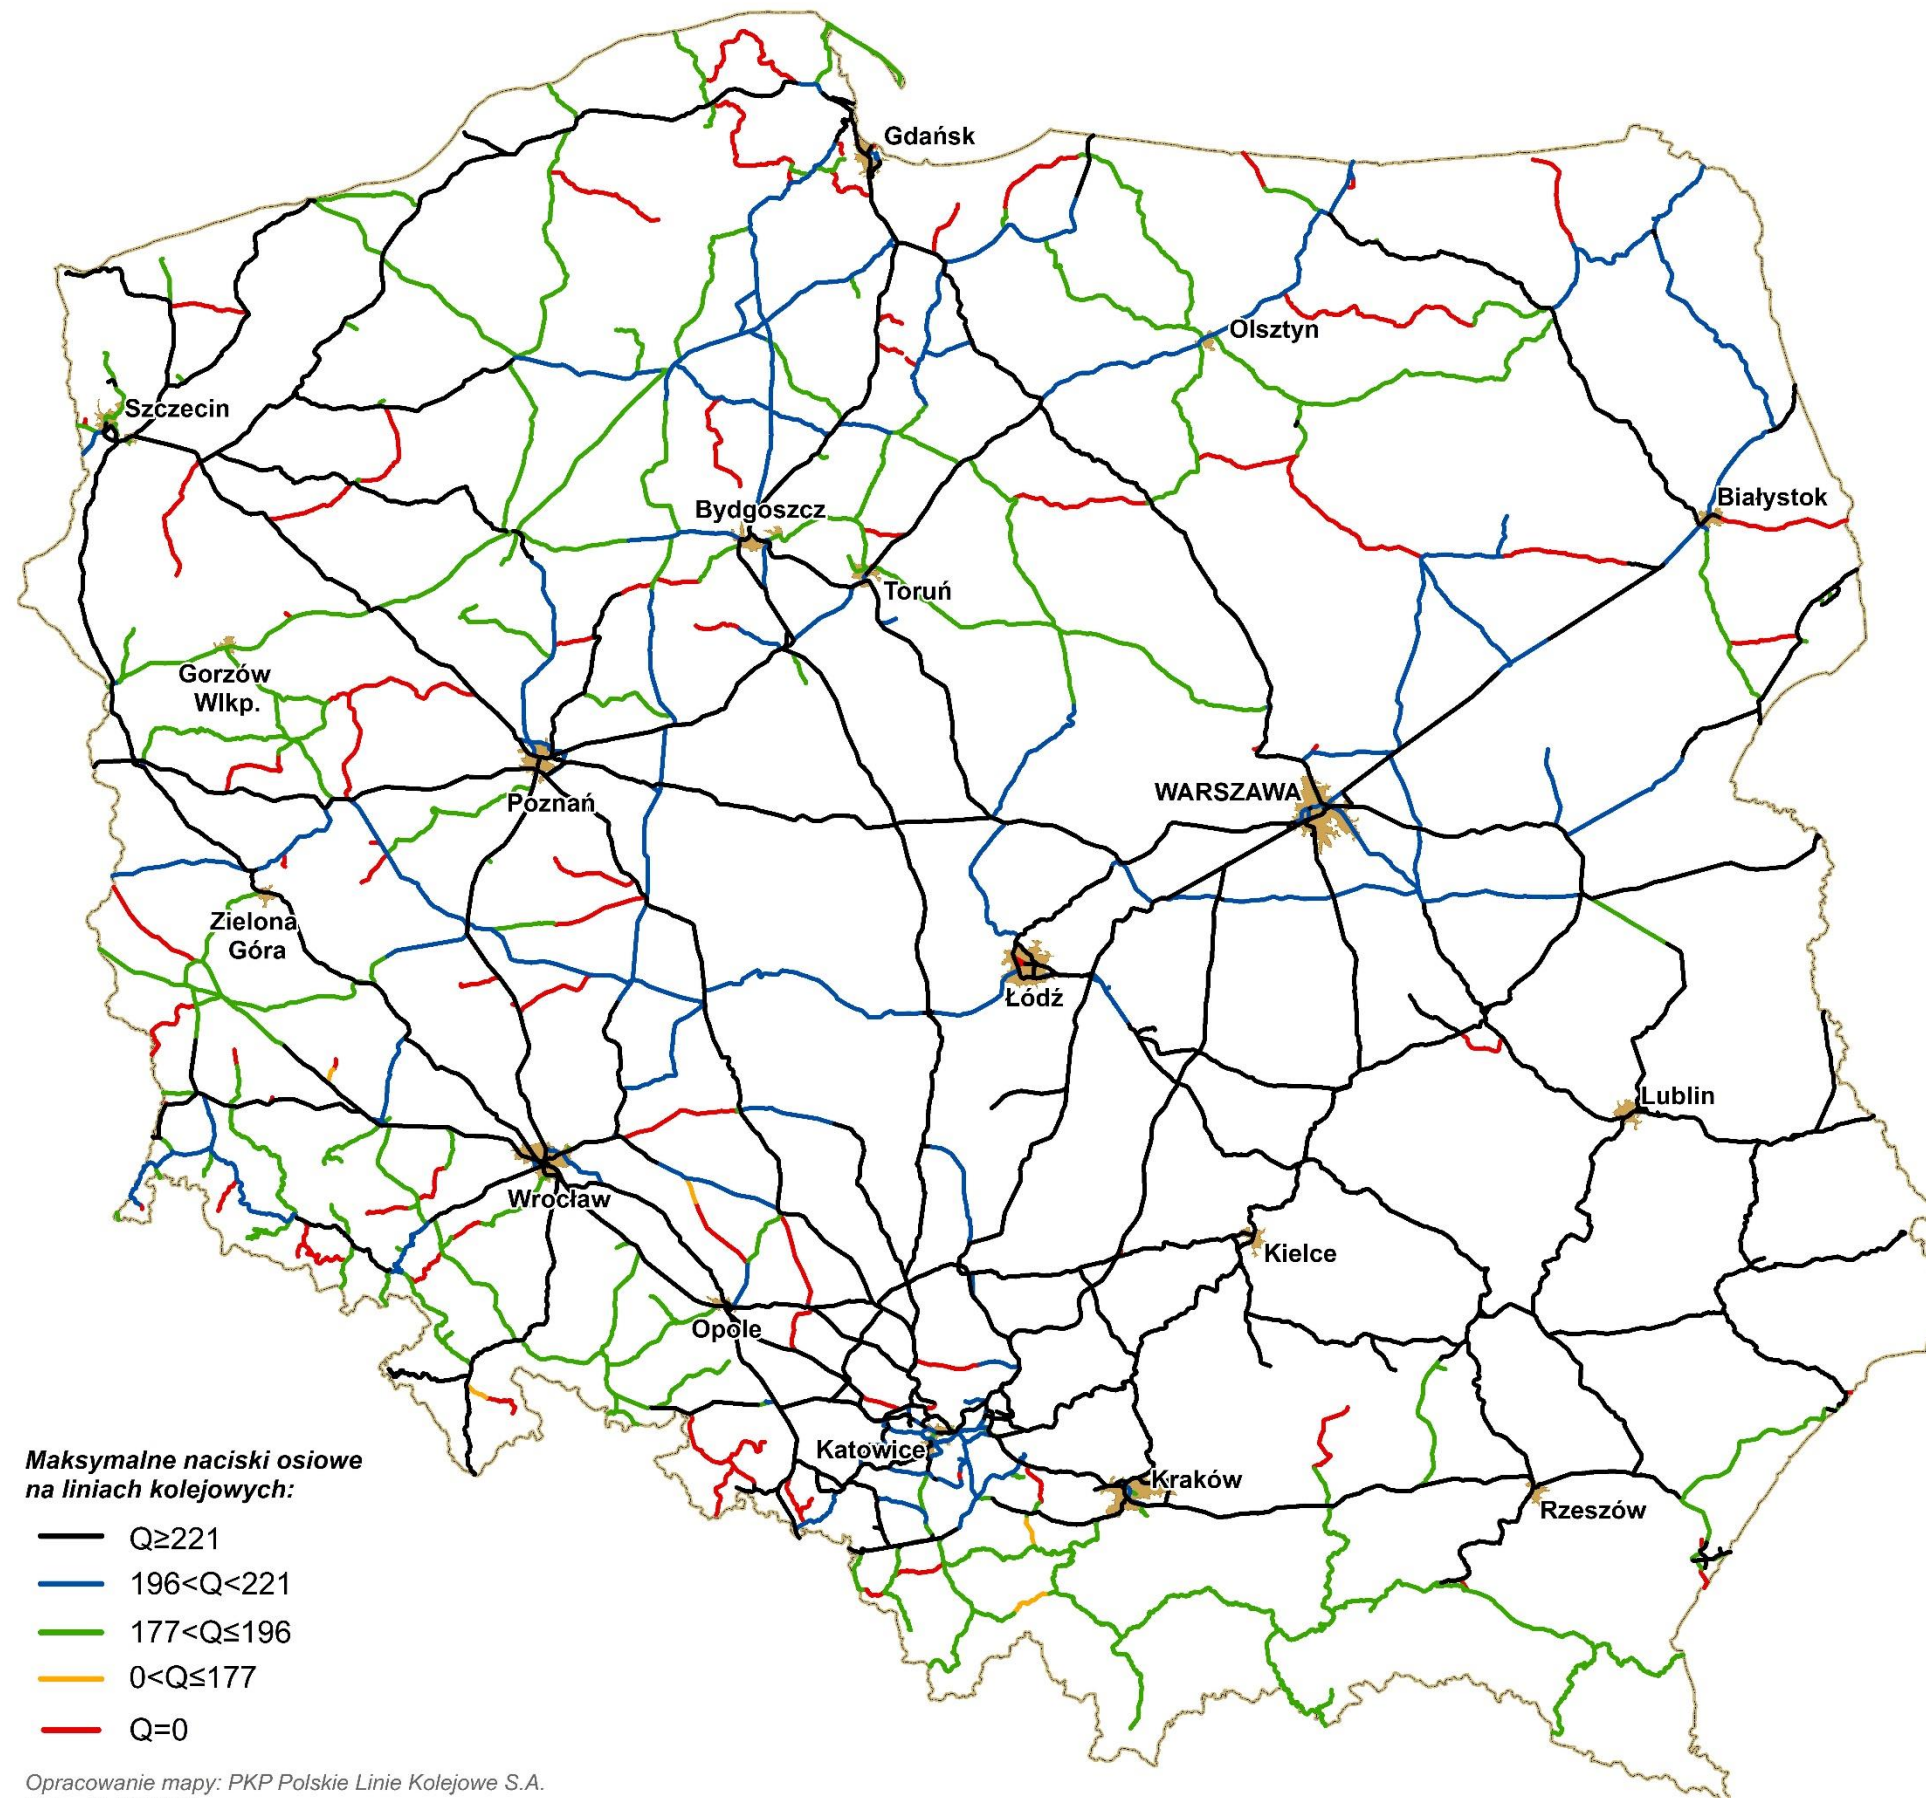 Gdańsk
Olsztyn
Szczecin
Białystok
Bydgoszcz
Toruń
Gorzów
Wlkp.
WARSZAWA
Poznań
Zielona
Góra
Łódź
Lublin
Wrocław
Kielce
Opole
Katowice
Kraków
Rzeszów
Maksymalne naciski osiowe
na liniach kolejowych:
Q≥221
196<Q<221
177<Q≤196
0<Q≤177
Q=0
Opracowanie mapy: PKP Polskie Linie Kolejowe S.A.